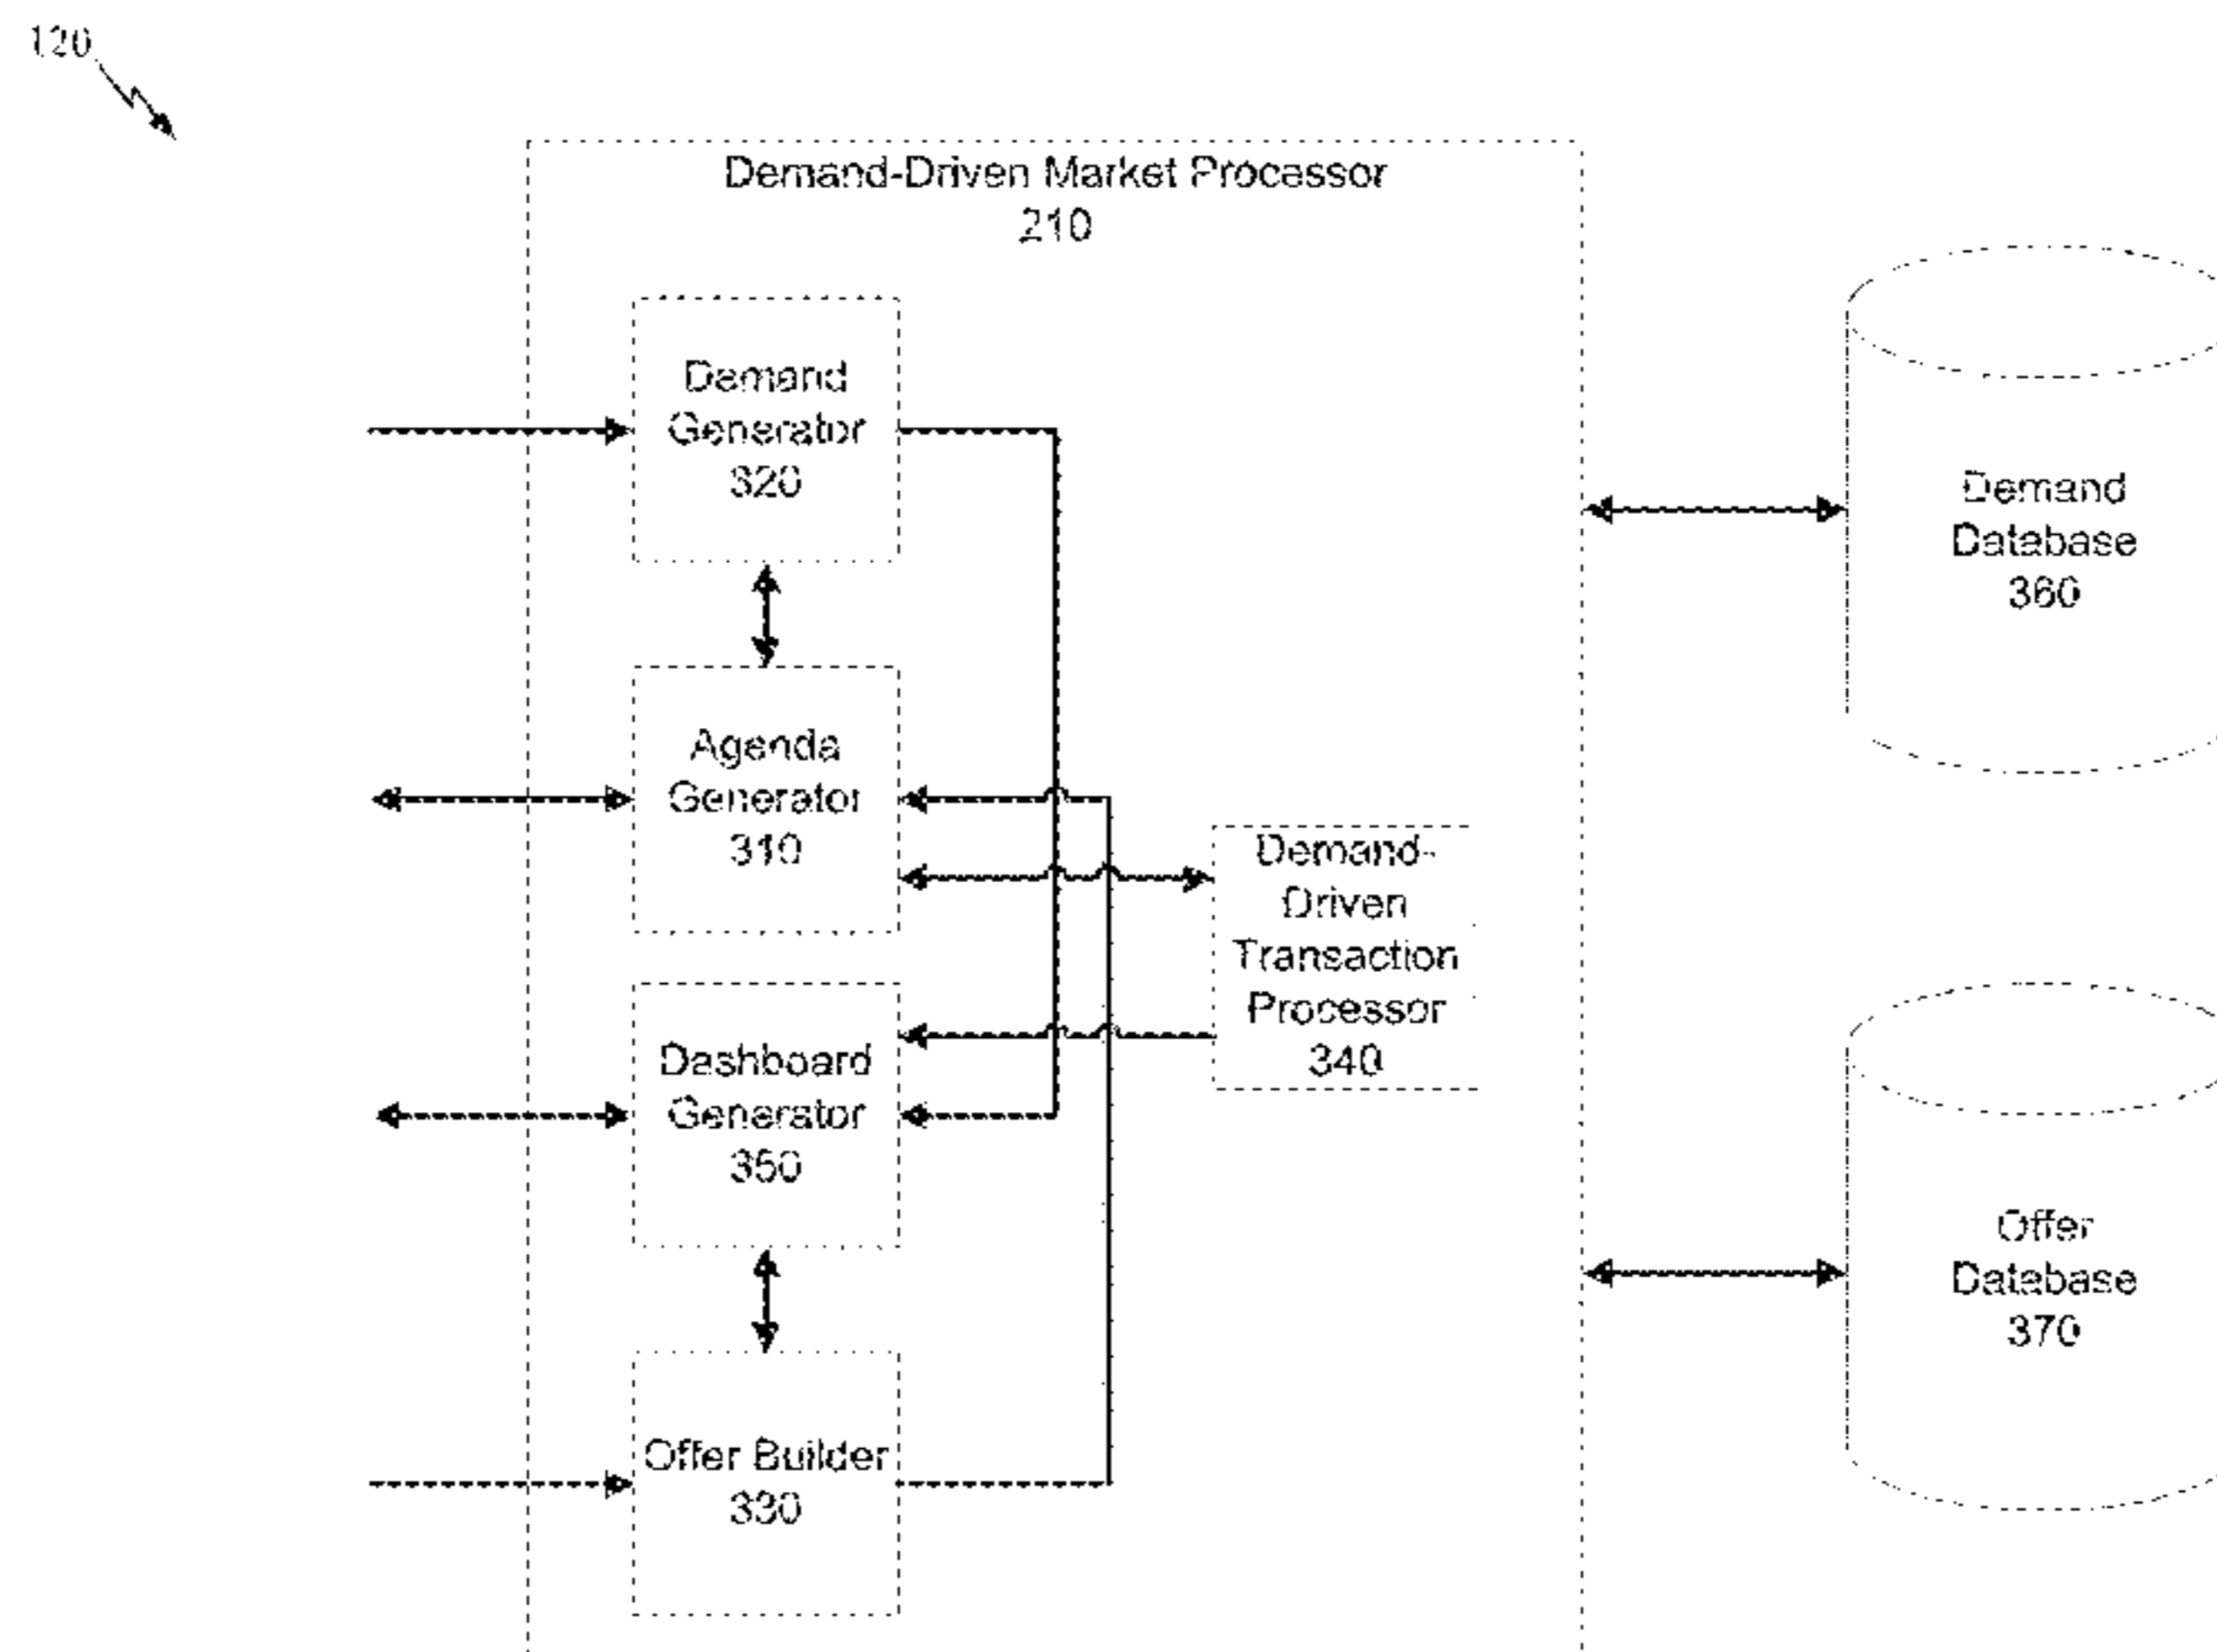 120
Demand-Driven Market Processor
210
Demand
Generator
320
Agenda
Generator
310
Demand-
Driven
Transaction
Processor
340
Dashboard
Generator
350
Offer Builder
330
Demand
Database
360
Offer
Database
370